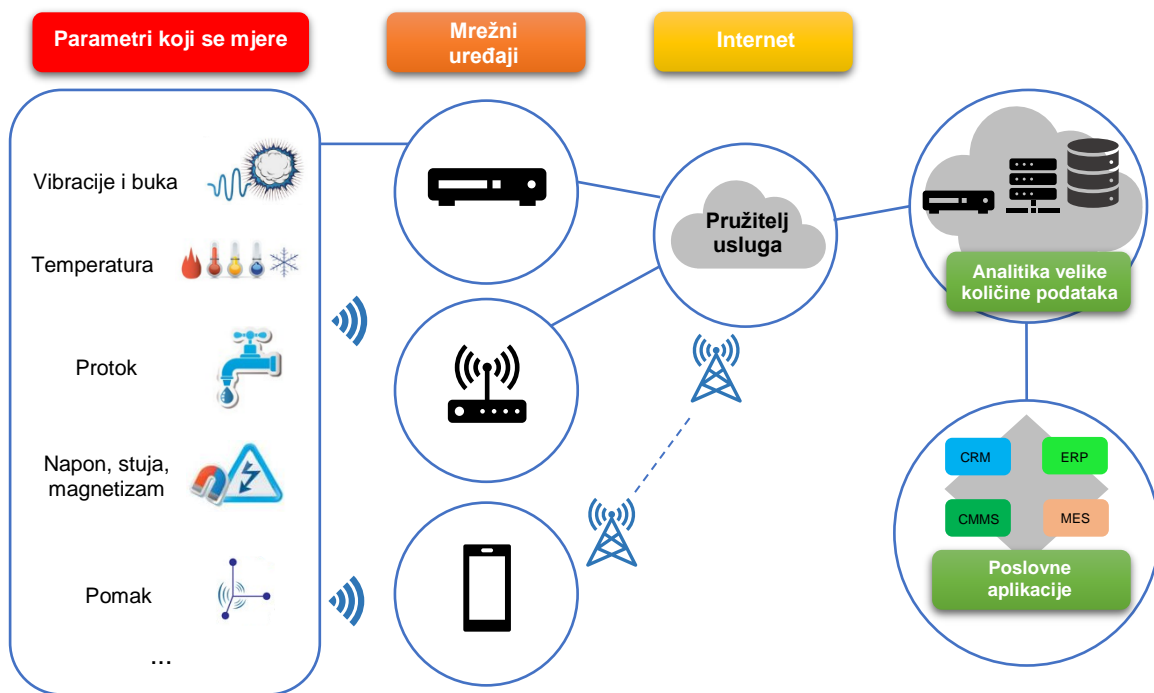 Parametri koji se mjere
Mrežni
uređaji
Internet
Vibracije i buka
Temperatura
Protok
Napon, stuja,
magnetizam
Pomak
...
Pružitelj
usluga
Analitika velike
količine podataka
CRM
ERP
CMMS
MES
Poslovne
aplikacije